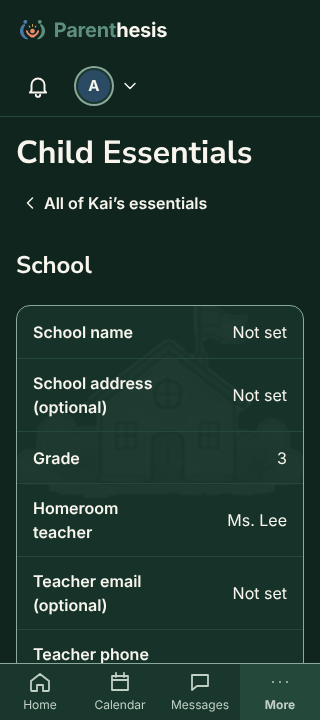 Parenthesis
A
Child Essentials
All of Kai’s essentials
School
School name Not set
School address
(optional) Not set
Grade 3
Homeroom
teacher Ms. Lee
Teacher email
(optional) Not set
Teacher phone
Home Calendar Messages More